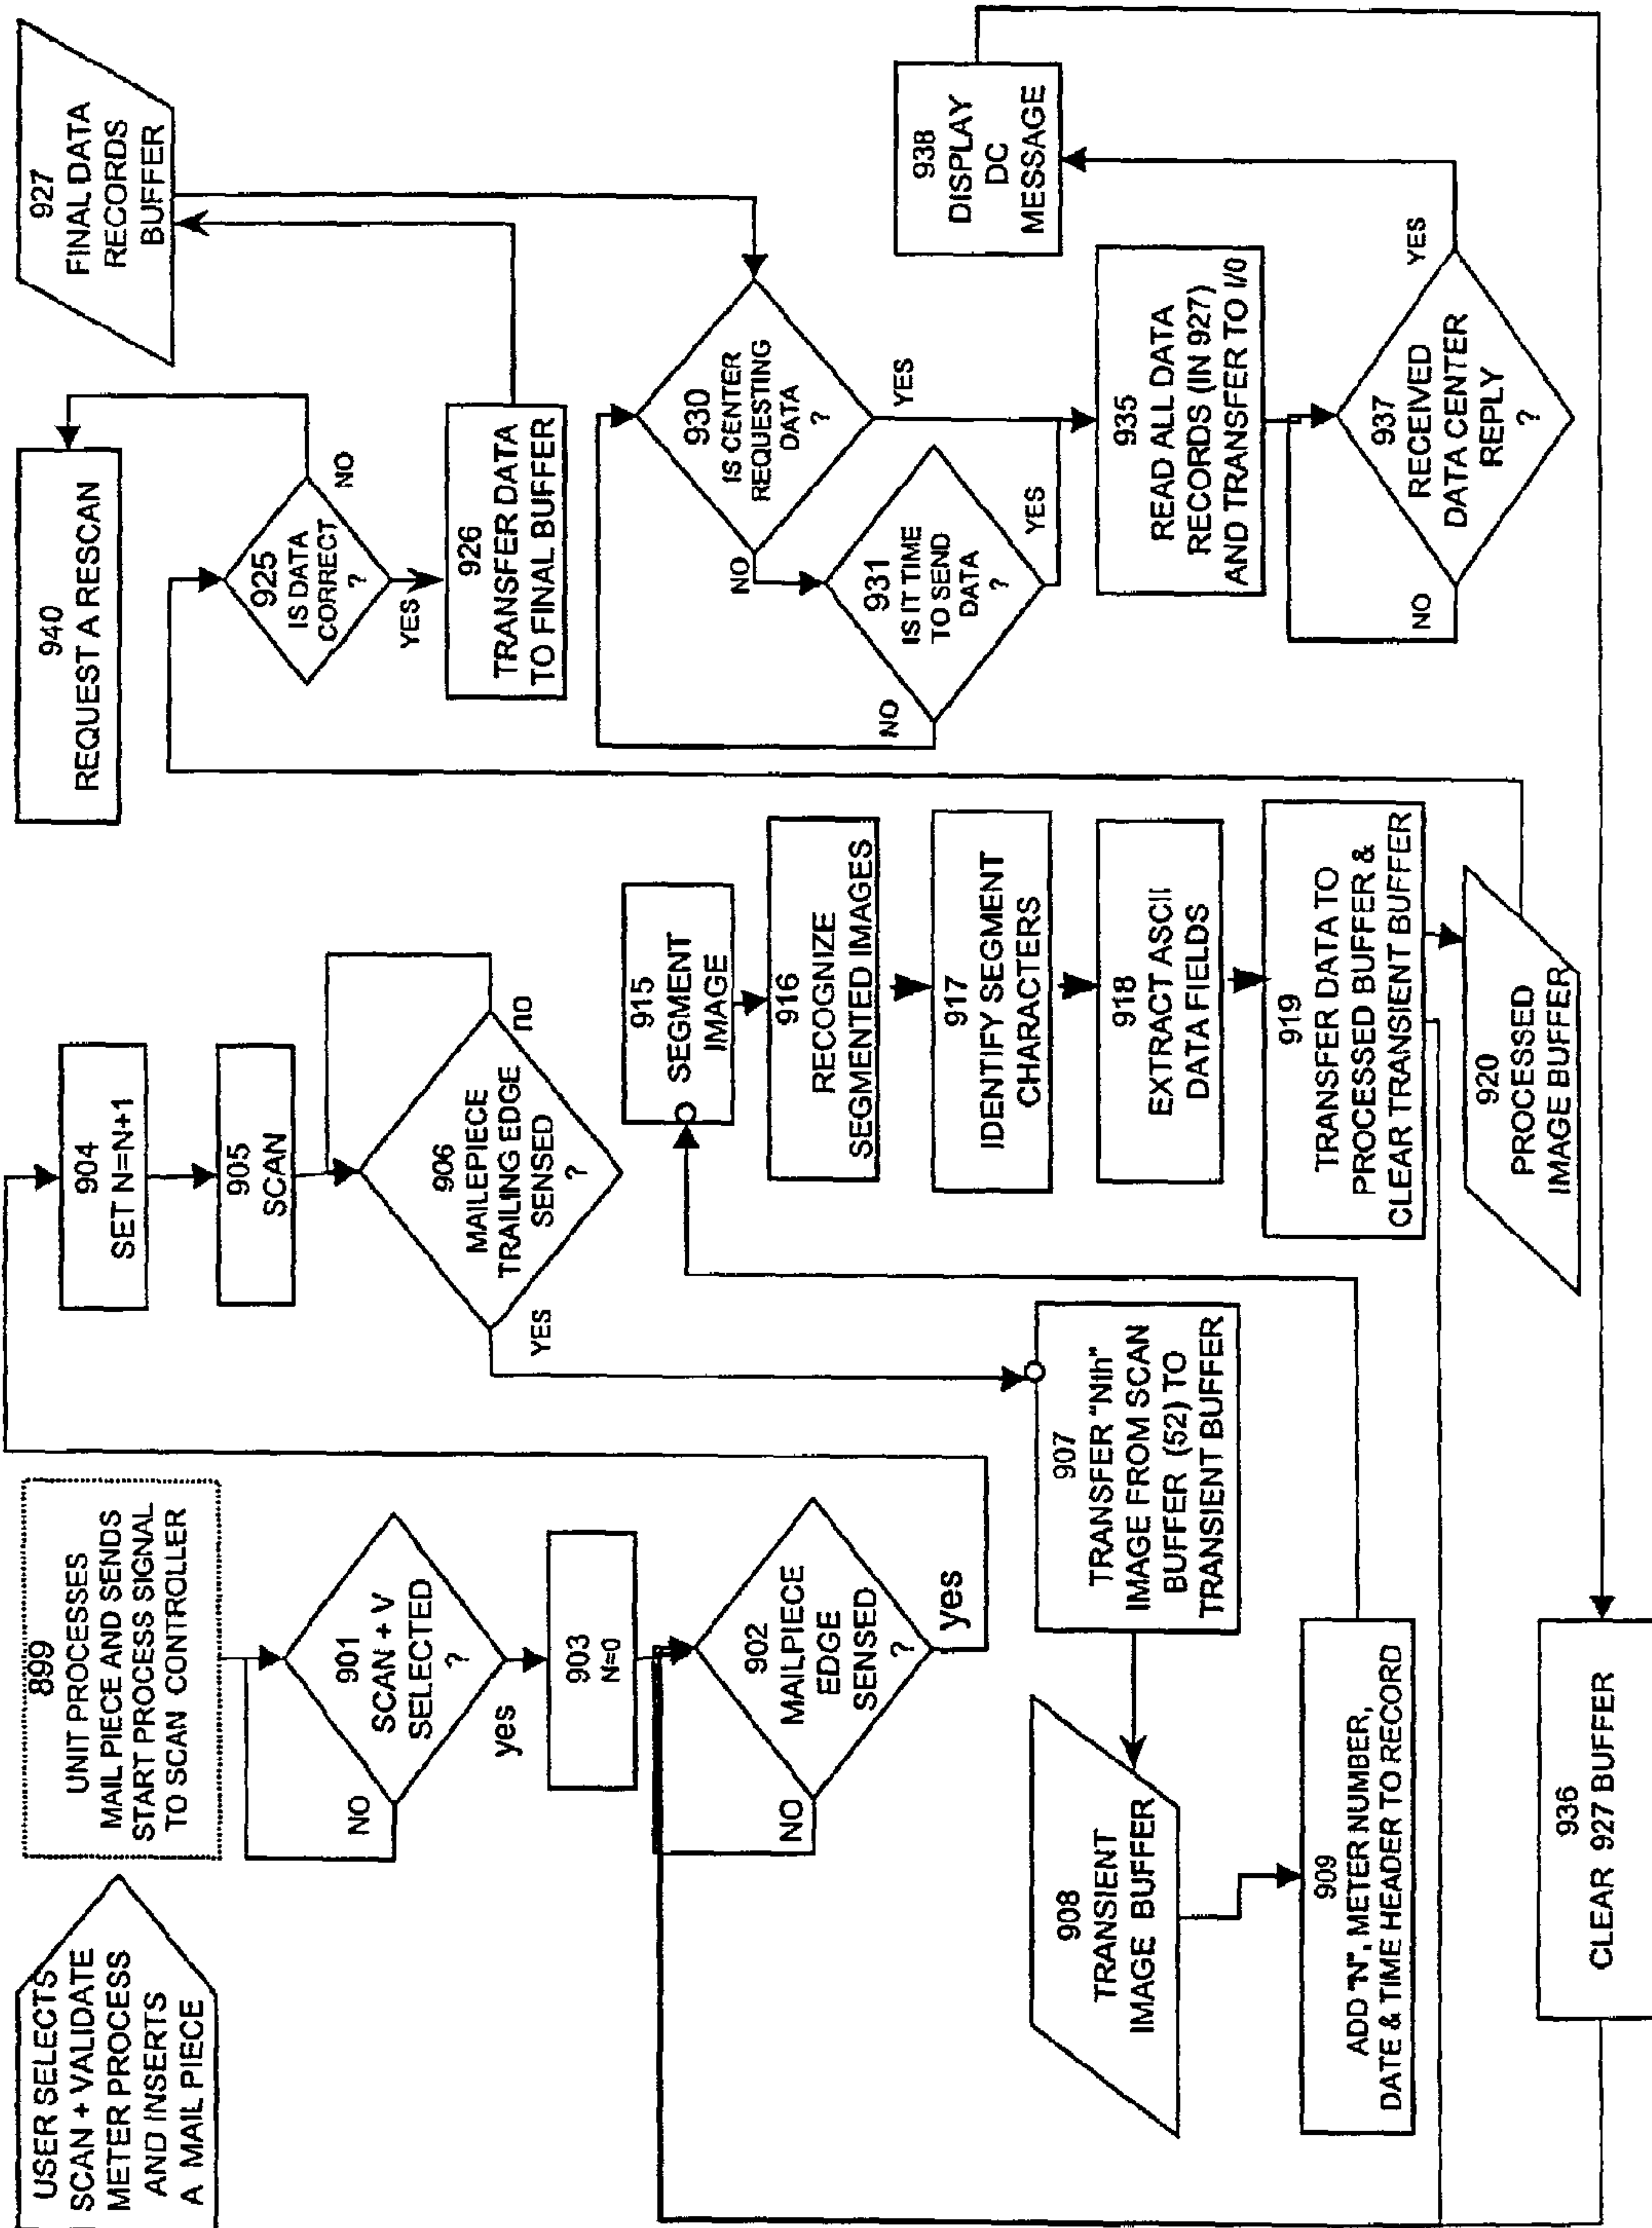 USER SELECTS
SCAN + VALIDATE
METER PROCESS
AND INSERTS
A MAIL PIECE
899
UNIT PROCESSES
MAIL PIECE AND SENDS
START PROCESS SIGNAL
TO SCAN CONTROLLER
901
SCAN + V
SELECTED
?
NO
yes
903
N=0
902
MAILPIECE
EDGE
SENSED
?
NO
yes
904
SET N=N+1
905
SCAN
906
MAILEPIECE
TRAILING EDGE
SENSED
?
no
YES
907
TRANSFER "Nth"
IMAGE FROM SCAN
BUFFER (52) TO
TRANSIENT BUFFER
908
TRANSIENT
IMAGE BUFFER
909
ADD "N", METER NUMBER,
DATE & TIME HEADER TO RECORD
915
SEGMENT
IMAGE
916
RECOGNIZE
SEGMENTED IMAGES
917
IDENTIFY SEGMENT
CHARACTERS
918
EXTRACT ASCII
DATA FIELDS
919
TRANSFER DATA TO
PROCESSED BUFFER &
CLEAR TRANSIENT BUFFER
920
PROCESSED
IMAGE BUFFER
940
REQUEST A RESCAN
925
IS DATA
CORRECT
?
NO
YES
926
TRANSFER DATA
TO FINAL BUFFER
927
FINAL DATA
RECORDS
BUFFER
930
IS CENTER
REQUESTING
DATA
?
NO
YES
931
IS IT TIME
TO SEND
DATA
?
NO
YES
935
READ ALL DATA
RECORDS (IN 927)
AND TRANSFER TO I/0
937
RECEIVED
DATA CENTER
REPLY
?
NO
YES
938
DISPLAY
DC
MESSAGE
936
CLEAR 927 BUFFER